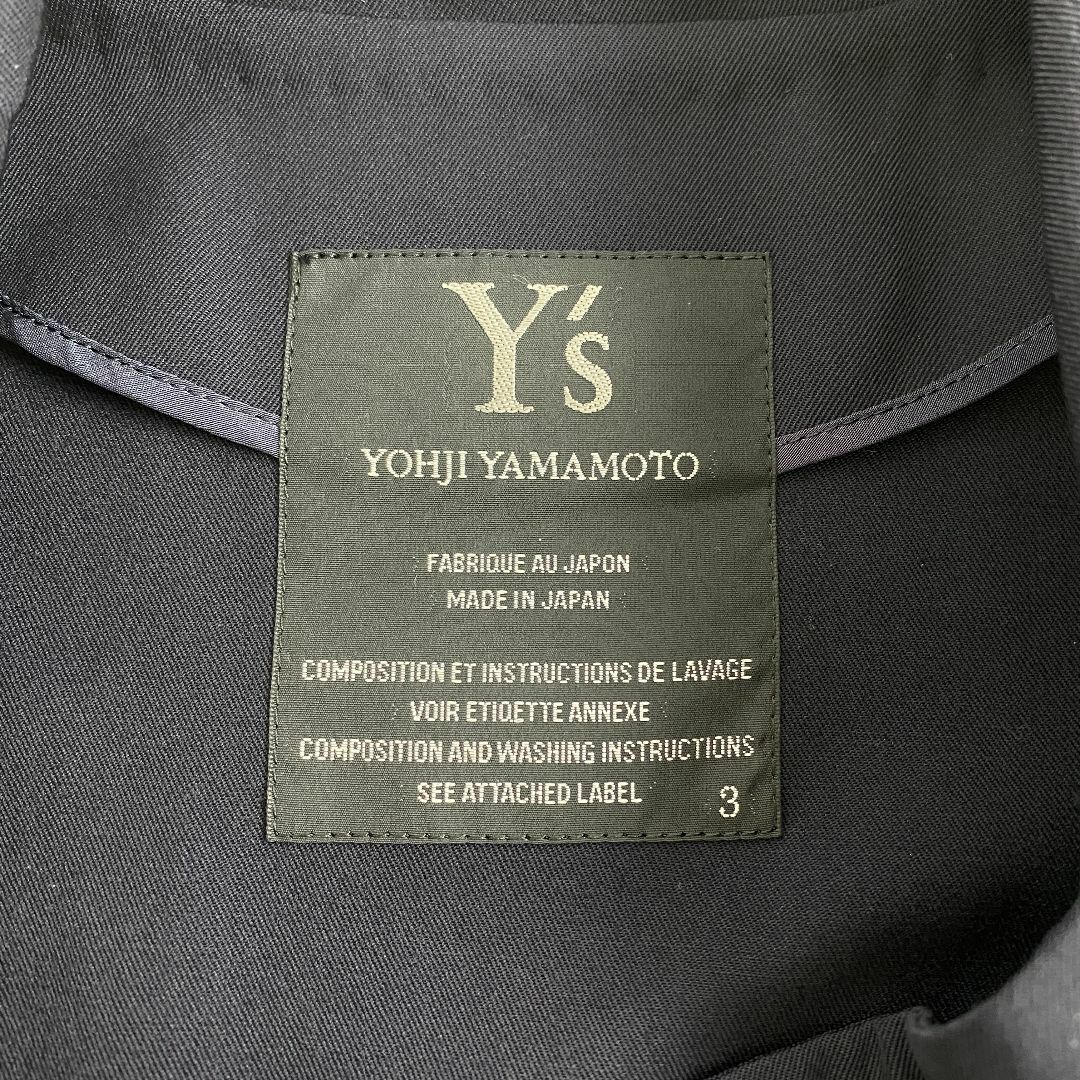 Y's
YOHJI YAMAMOTO
FABRIQUE AU JAPON
MADE IN JAPAN
COMPOSITION ET INSTRUCTIONS DE LAVAGE
VOIR ETIQETTE ANNEXE
COMPOSITION AND WASHING INSTRUCTIONS
SEE ATTACHED LABEL 3